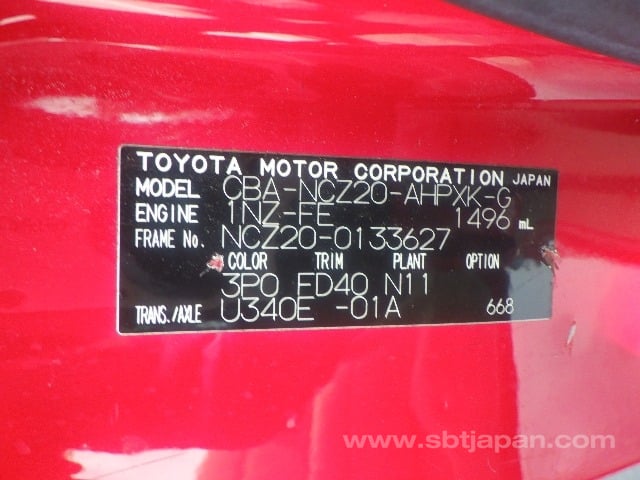 TOYOTA MOTOR CORPORATION JAPAN
MODEL CBA-NCZ20-AHPXK-G
ENGINE 1NZ-FE 1496 mL
FRAME No. NCZ20-0133627
COLOR TRIM PLANT OPTION
3P0 FD40 N11
TRANS./AXLE U340E -01A 668
www.sbtjapan.com